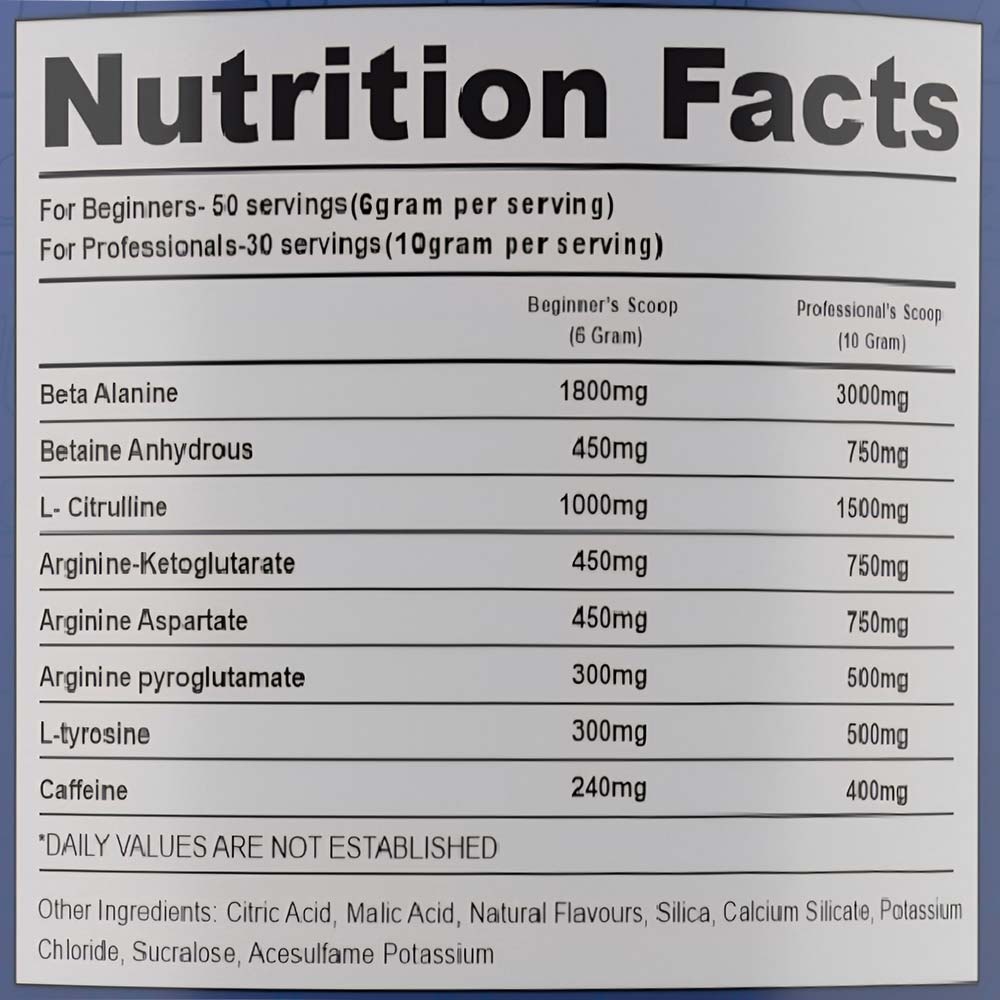 Nutrition Facts
For Beginners- 50 servings(6gram per serving)
For Professionals-30 servings(10gram per serving)
Beginner's Scoop Professional's Scoop
(6 Gram) (10 Gram)
Beta Alanine 1800mg 3000mg
Betaine Anhydrous 450mg 750mg
L- Citrulline 1000mg 1500mg
Arginine-Ketoglutarate 450mg 750mg
Arginine Aspartate 450mg 750mg
Arginine pyroglutamate 300mg 500mg
L-tyrosine 300mg 500mg
Caffeine 240mg 400mg
*DAILY VALUES ARE NOT ESTABLISHED
Other Ingredients: Citric Acid, Malic Acid, Natural Flavours, Silica, Calcium Silicate, Potassium
Chloride, Sucralose, Acesulfame Potassium